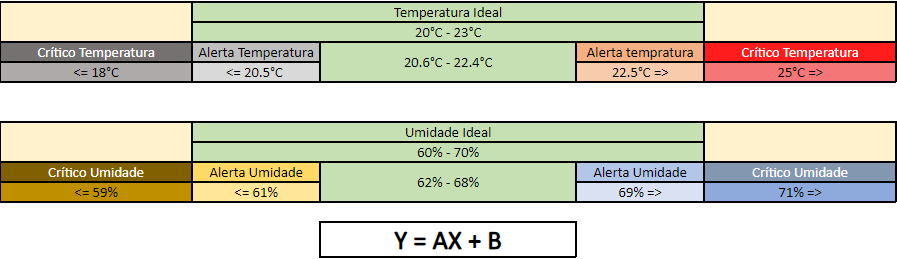 Temperatura Ideal
20°C - 23°C
Crítico Temperatura
Alerta Temperatura
20.6°C - 22.4°C
Alerta tempratura
Crítico Temperatura
<= 18°C
<= 20.5°C
22.5°C =>
25°C =>
Umidade Ideal
60% - 70%
Crítico Umidade
Alerta Umidade
62% - 68%
Alerta Umidade
Crítico Umidade
<= 59%
<= 61%
69% =>
71% =>
Y = AX + B